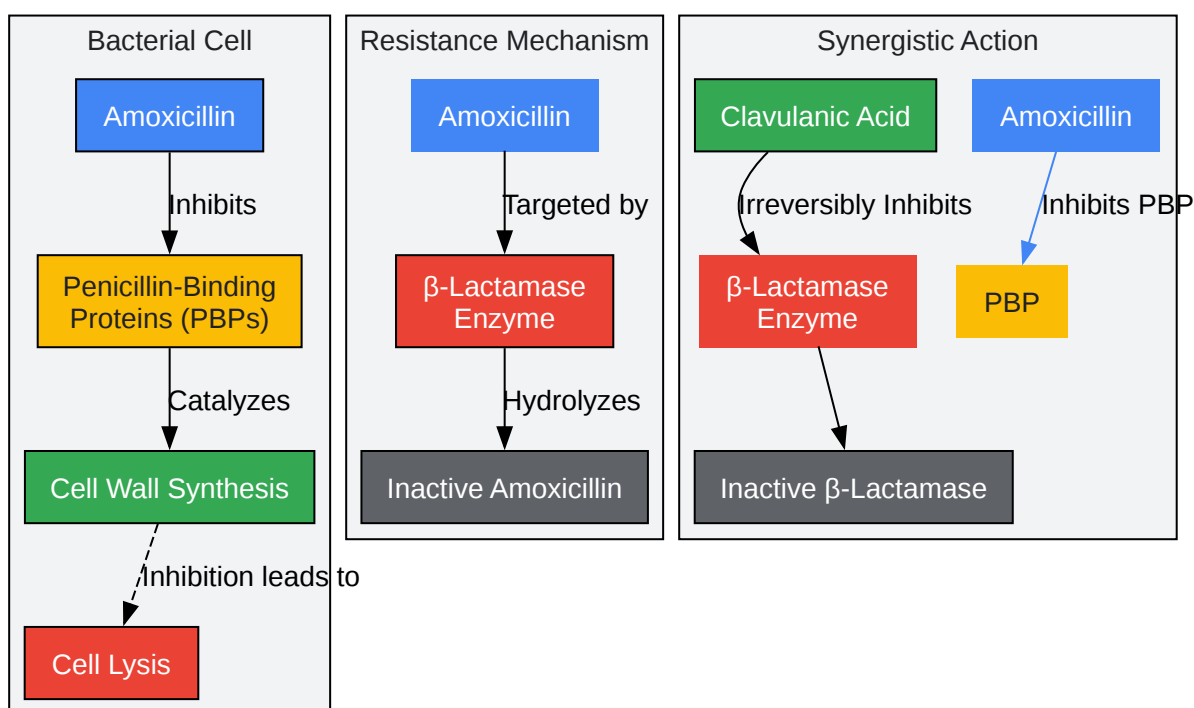 Bacterial Cell
Amoxicillin
Inhibits
Penicillin-Binding
Proteins (PBPs)
Catalyzes
Cell Wall Synthesis
Inhibition leads to
Cell Lysis
Resistance Mechanism
Amoxicillin
Targeted by
β-Lactamase
Enzyme
Hydrolyzes
Inactive Amoxicillin
Synergistic Action
Clavulanic Acid
Irreversibly Inhibits
β-Lactamase
Enzyme
Inactive β-Lactamase
Amoxicillin
Inhibits PBP
PBP